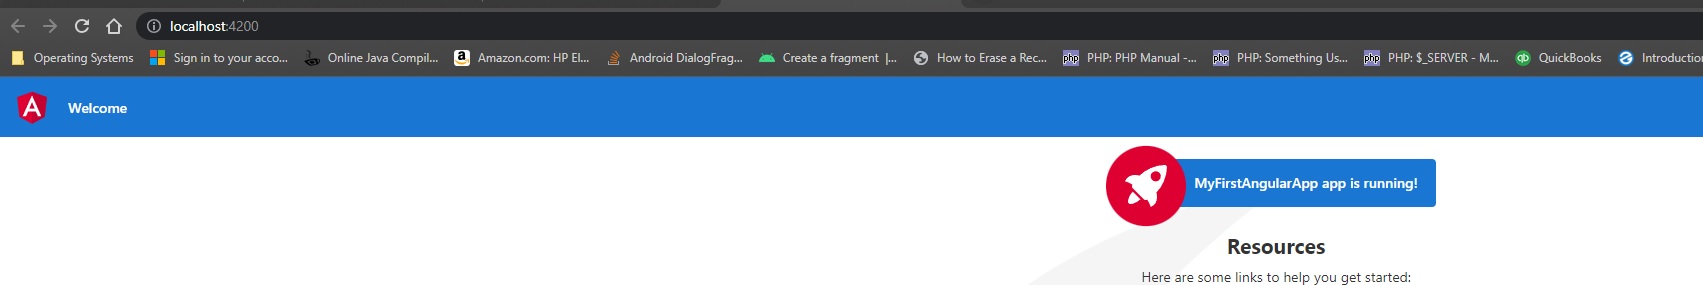 localhost:4200
Operating Systems Sign in to your acco... Online Java Compil... Amazon.com: HP El... Android DialogFrag... Create a fragment |... How to Erase a Rec... PHP: PHP Manual -... PHP: Something Us... PHP: $_SERVER - M... QuickBooks Introduction
A Welcome
MyFirstAngularApp app is running!
Resources
Here are some links to help you get started: